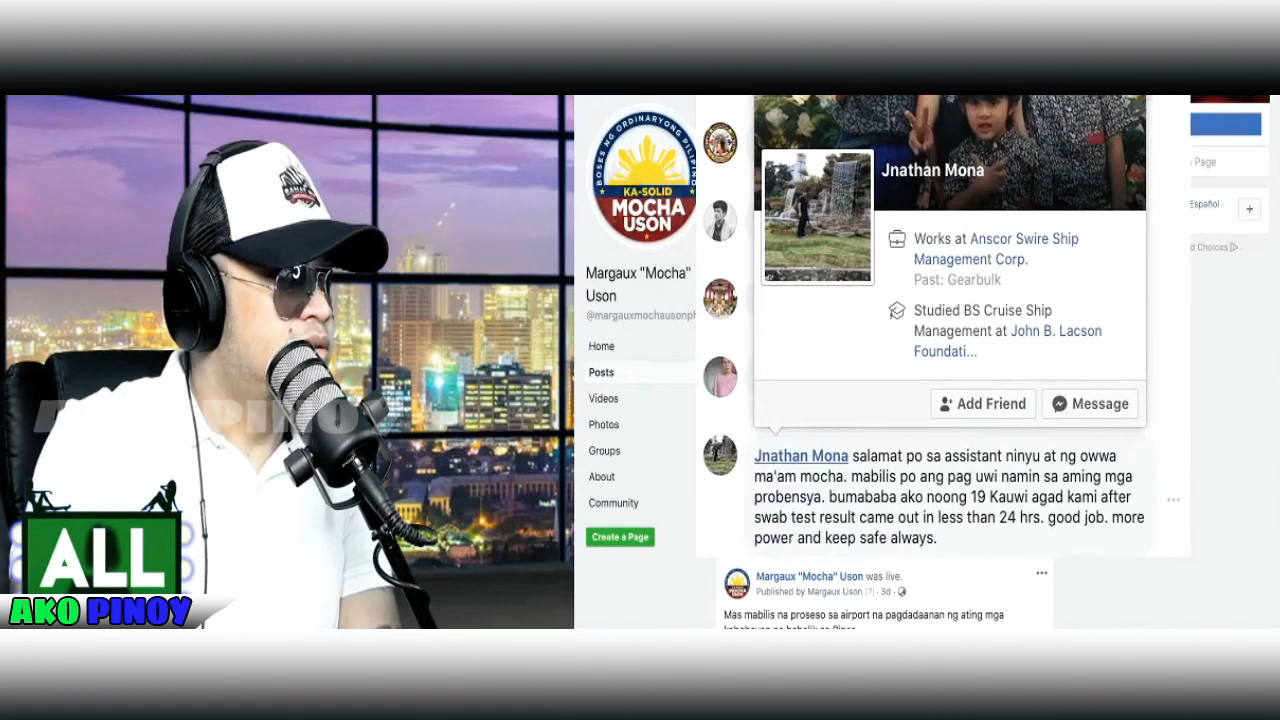 BOSES NG ORDINARYONG PILIPINO
KA-SOLID
MOCHA
USON
Margaux "Mocha"
Uson
@margauxmochausonph
Home
Posts
Videos
Photos
Groups
About
Community
Create a Page
Jnathan Mona
Works at Anscor Swire Ship
Management Corp.
Past: Gearbulk
Studied BS Cruise Ship
Management at John B. Lacson
Foundati...
Add Friend
Message
Jnathan Mona salamat po sa assistant ninyu at ng owwa
ma'am mocha. mabilis po ang pag uwi namin sa aming mga
probensya. bumababa ako noong 19 Kauwi agad kami after
swab test result came out in less than 24 hrs. good job. more
power and keep safe always.
Margaux "Mocha" Uson was live.
Published by Margaux Uson [?] · 3d ·
Mas mabilis na proseso sa airport na pagdadaanan ng ating mga
Page
Español ·
+
d Choices
ALL
AKO PINOY